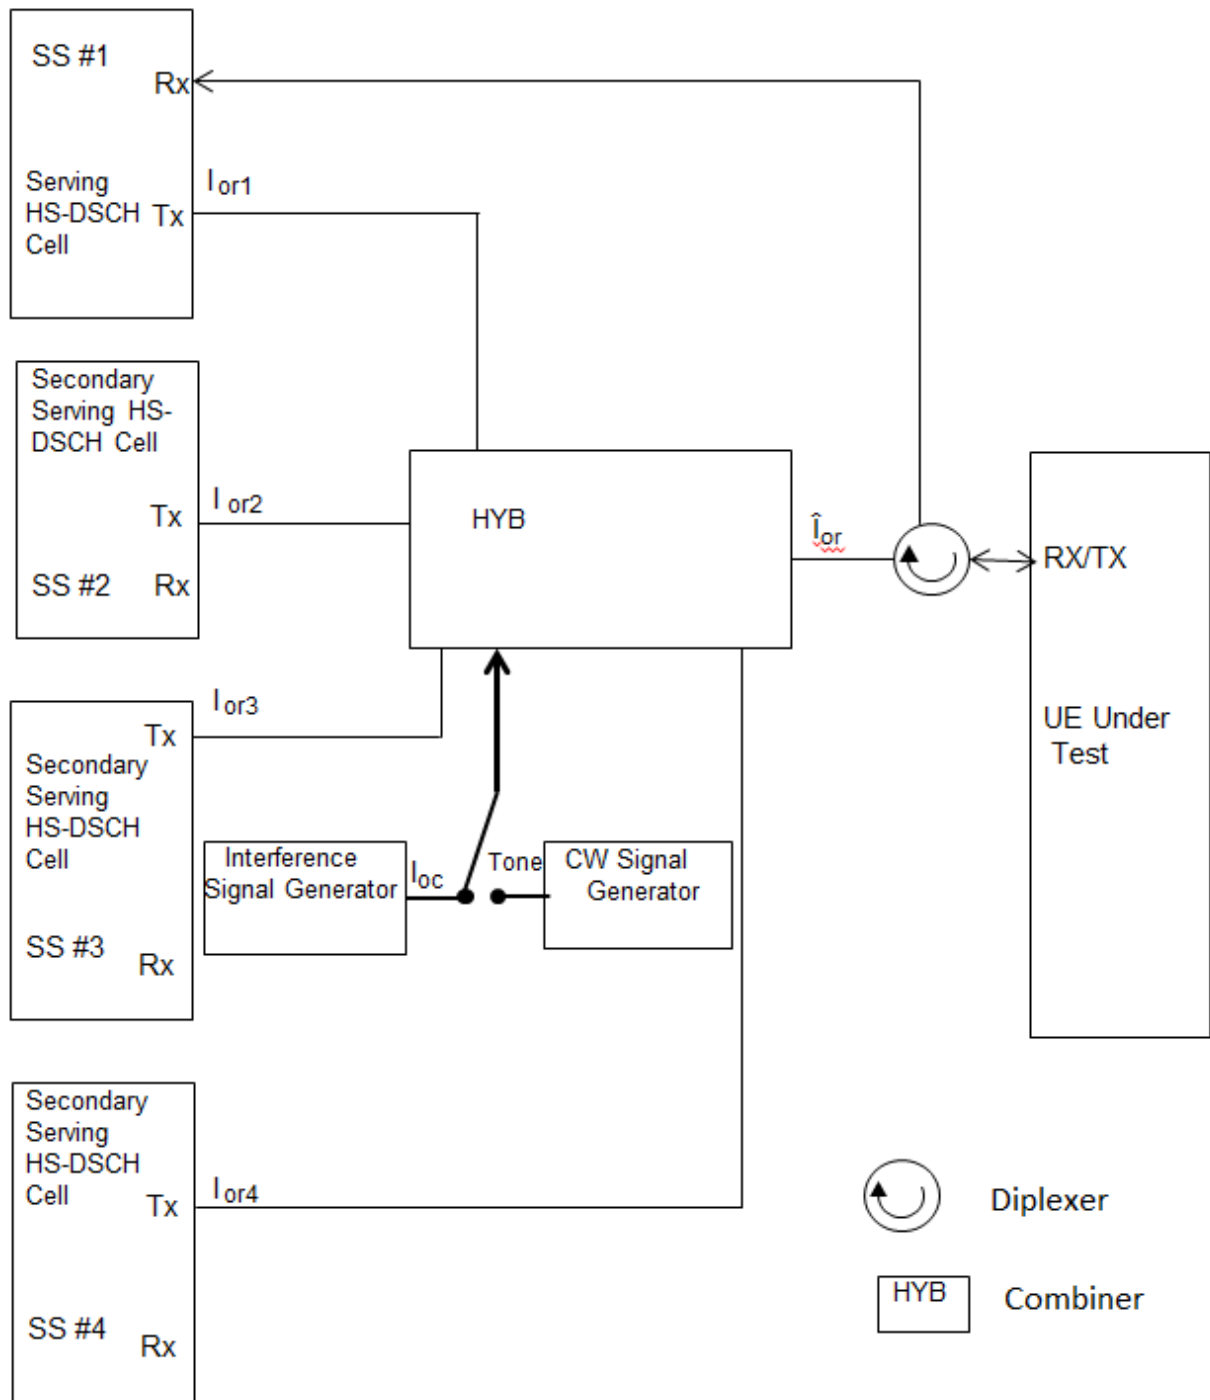 SS #1
Rx
Serving
HS-DSCH
Cell
Tx
I or1
Secondary
Serving HS-
DSCH Cell
Tx
I or2
SS #2
Rx
HYB
Îor
RX/TX
UE Under
Test
I or3
Tx
Secondary
Serving
HS-DSCH
Cell
SS #3
Rx
Interference
Signal Generator
Ioc
Tone
CW Signal
Generator
Secondary
Serving
HS-DSCH
Cell
Tx
I or4
SS #4
Rx
Diplexer
HYB
Combiner